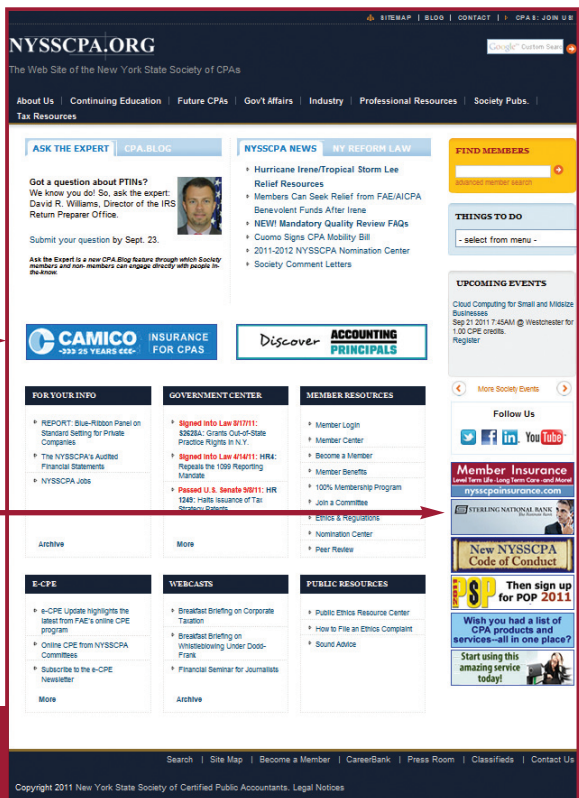 SITEMAP | BLOG | CONTACT | CPAS: JOIN US!
NYSSCPA.ORG
Google™ Custom Sear
The Web Site of the New York State Society of CPAs
About Us | Continuing Education | Future CPAs | Gov't Affairs | Industry | Professional Resources | Society Pubs. |
Tax Resources
ASK THE EXPERT CPA.BLOG
Got a question about PTINs?
We know you do! So, ask the expert:
David R. Williams, Director of the IRS
Return Preparer Office.
Submit your question by Sept. 23.
Ask the Expert is a new CPA.Blog feature through which Society
members and non- members can engage directly with people in-
the-know.
NYSSCPA NEWS NY REFORM LAW
Hurricane Irene/Tropical Storm Lee
Relief Resources
Members Can Seek Relief from FAE/AICPA
Benevolent Funds After Irene
NEW! Mandatory Quality Review FAQs
Cuomo Signs CPA Mobility Bill
2011-2012 NYSSCPA Nomination Center
Society Comment Letters
FIND MEMBERS
advanced member search
THINGS TO DO
- select from menu -
UPCOMING EVENTS
Cloud Computing for Small and Midsize
Businesses
Sep 21 2011 7:45AM @ Westchester for
1.00 CPE credits.
Register
More Society Events
CAMICO
25 YEARS
INSURANCE
FOR CPAS
Discover ACCOUNTING
PRINCIPALS
FOR YOUR INFO
REPORT: Blue-Ribbon Panel on
Standard Setting for Private
Companies
The NYSSCPA's Audited
Financial Statements
NYSSCPA Jobs
Archive
GOVERNMENT CENTER
Signed into Law 8/17/11:
S2628A: Grants Out-of-State
Practice Rights in N.Y.
Signed into Law 4/14/11: HR4:
Repeals the 1099 Reporting
Mandate
Passed U.S. Senate 9/8/11: HR
1249: Halts Issuance of Tax
Strategy Patents
More
MEMBER RESOURCES
Member Login
Member Center
Become a Member
Member Benefits
100% Membership Program
Join a Committee
Ethics & Regulations
Nomination Center
Peer Review
Follow Us
in You Tube
Member Insurance
Level Term Life - Long Term Care - and More!
nysscpainsurance.com
STERLING NATIONAL BANK
New NYSSCPA
Code of Conduct
PSP Then sign up
for POP 2011
Wish you had a list of
CPA products and
services--all in one place?
Start using this
amazing service
today!
E-CPE
e-CPE Update highlights the
latest from FAE's online CPE
program
Online CPE from NYSSCPA
Committees
Subscribe to the e-CPE
Newsletter
More
WEBCASTS
Breakfast Briefing on Corporate
Taxation
Breakfast Briefing on
Whistleblowing Under Dodd-
Frank
Financial Seminar for Journalists
Archive
PUBLIC RESOURCES
Public Ethics Resource Center
How to File an Ethics Complaint
Sound Advice
Search | Site Map | Become a Member | CareerBank | Press Room | Classifieds | Contact Us
Copyright 2011 New York State Society of Certified Public Accountants. Legal Notices